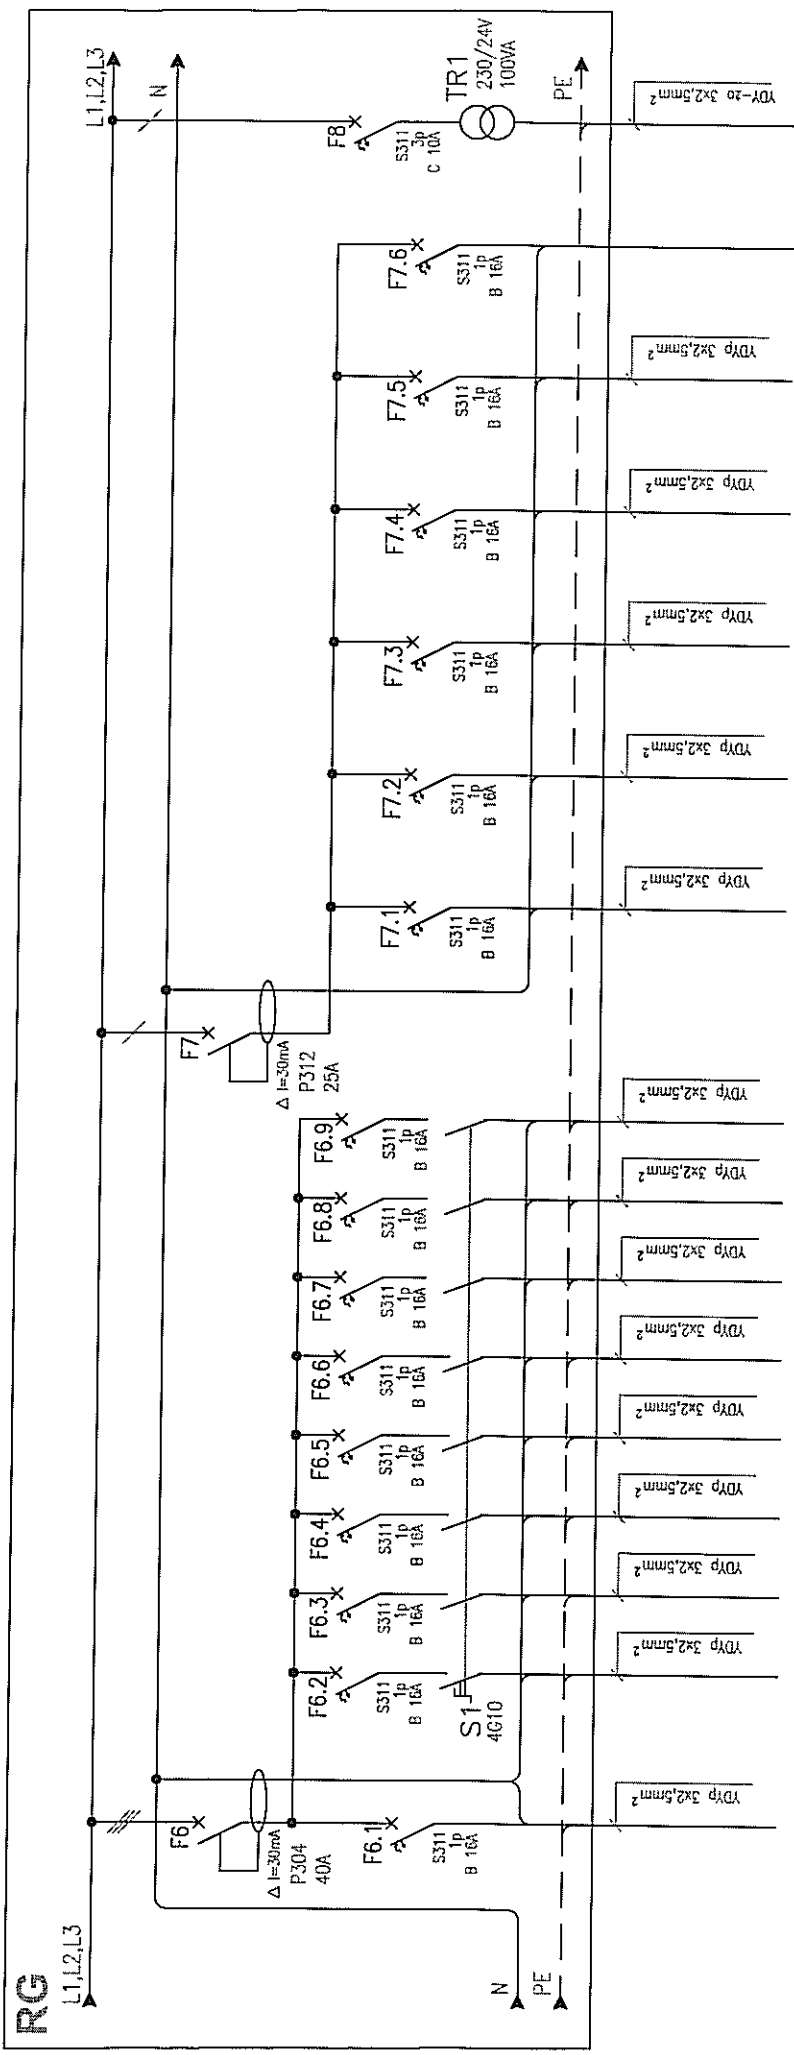 RG
L1,L2,L3
N
PE
F6
Δ I=30mA
P304
40A
F6.1
S311
1p
B 16A
YDYp 3x2,5mm²
F6.2
S311
1p
B 16A
S1
4G10
YDYp 3x2,5mm²
F6.3
S311
1p
B 16A
YDYp 3x2,5mm²
F6.4
S311
1p
B 16A
YDYp 3x2,5mm²
F6.5
S311
1p
B 16A
YDYp 3x2,5mm²
F6.6
S311
1p
B 16A
YDYp 3x2,5mm²
F6.7
S311
1p
B 16A
YDYp 3x2,5mm²
F6.8
S311
1p
B 16A
YDYp 3x2,5mm²
F6.9
S311
1p
B 16A
YDYp 3x2,5mm²
F7
Δ I=30mA
P312
25A
F7.1
S311
1p
B 16A
YDYp 3x2,5mm²
F7.2
S311
1p
B 16A
YDYp 3x2,5mm²
F7.3
S311
1p
B 16A
YDYp 3x2,5mm²
F7.4
S311
1p
B 16A
YDYp 3x2,5mm²
F7.5
S311
1p
B 16A
YDYp 3x2,5mm²
F7.6
S311
1p
B 16A
F8
S311
3p
C 10A
TR1
230/24V
100VA
YDY-żo 3x2,5mm²
L1,L2,L3
N
PE